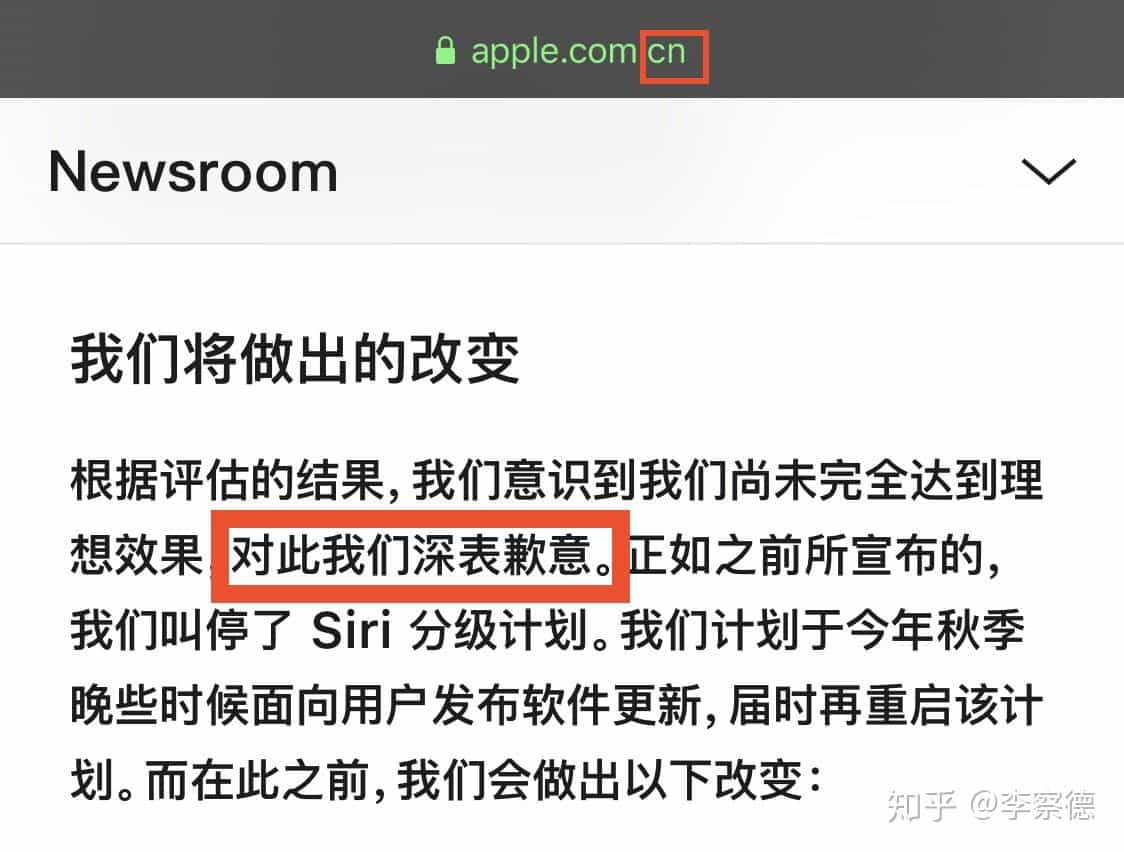 apple.com.cn
Newsroom
我们将做出的改变
根据评估的结果，我们意识到我们尚未完全达到理
想效果，对此我们深表歉意。正如之前所宣布的，
我们叫停了 Siri 分级计划。我们计划于今年秋季
晚些时候面向用户发布软件更新，届时再重启该计
划。而在此之前，我们会做出以下改变：
知乎 @李察德